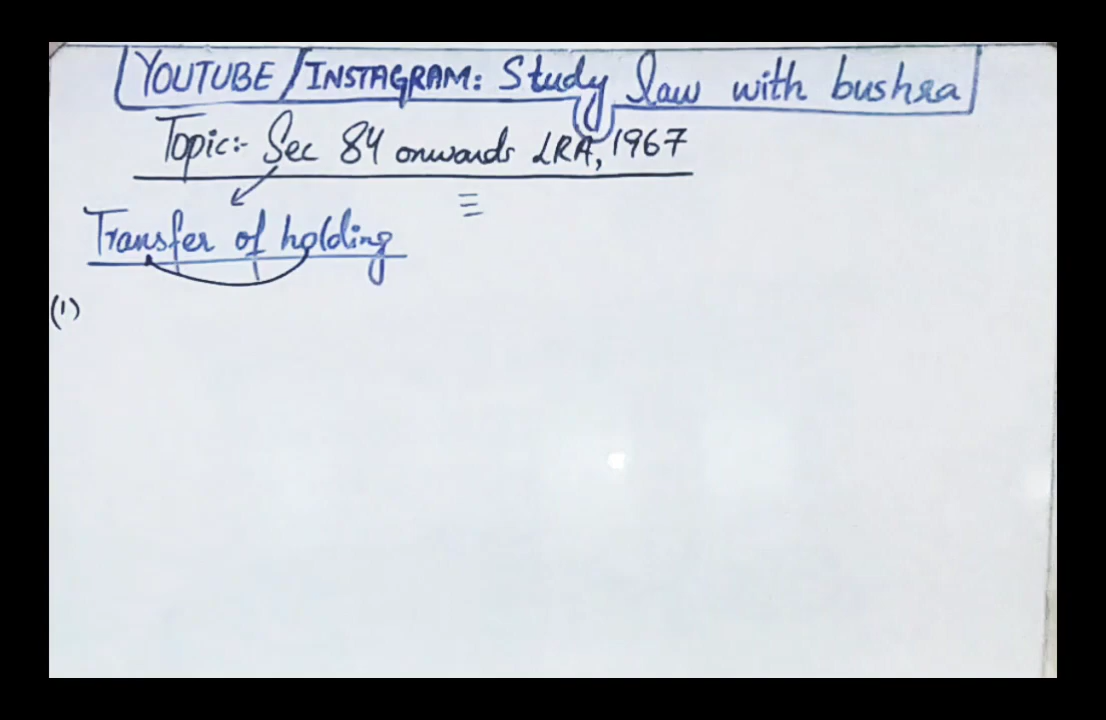 YOUTUBE/INSTAGRAM: Study law with bushra
Topic:- Sec 84 onwards LRA, 1967
Transfer of holding
(1)